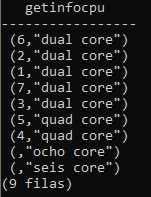 getinfocpu
-----------------
(6,"dual core")
(2,"dual core")
(1,"dual core")
(7,"dual core")
(3,"dual core")
(5,"quad core")
(4,"quad core")
(,"ocho core")
(,"seis core")
(9 filas)